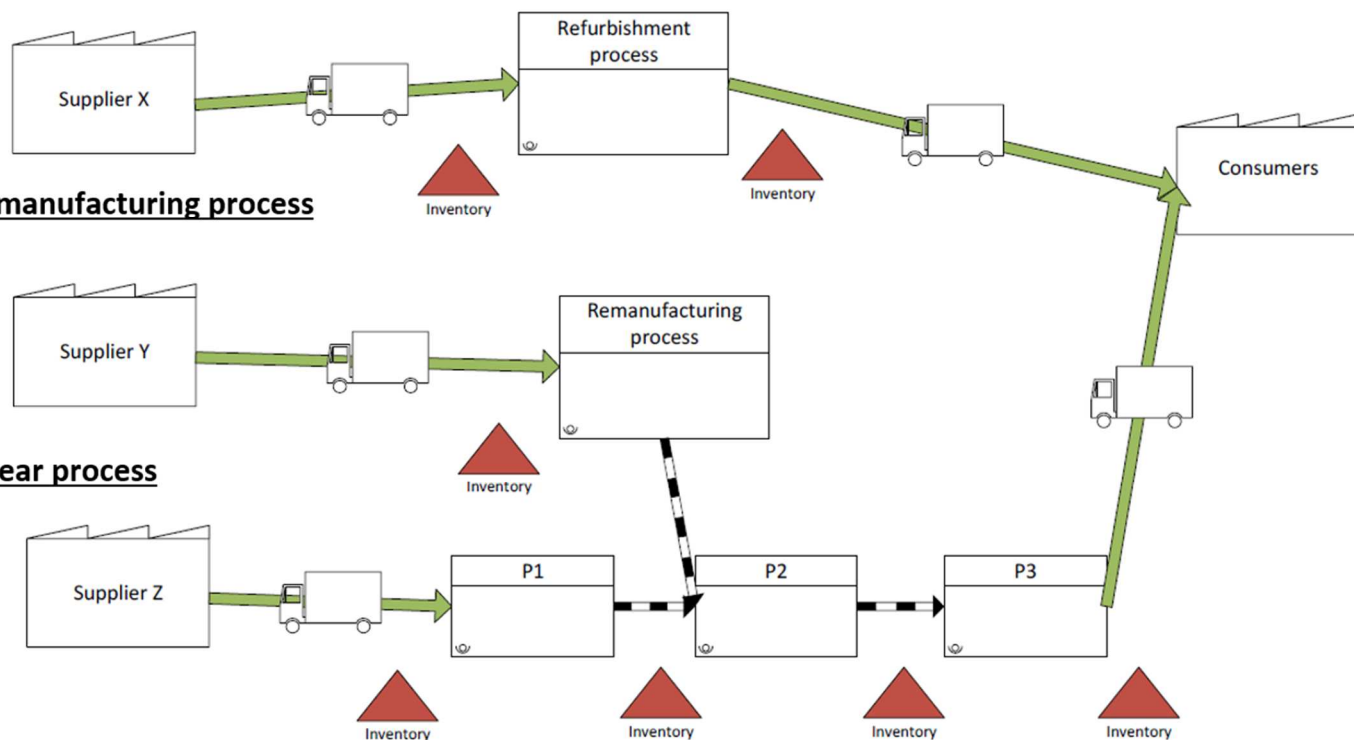 Refurbishment
process
Supplier X
Consumers
Inventory
Inventory
manufacturing process
Remanufacturing
process
Supplier Y
Inventory
ear process
P1
P2
P3
Supplier Z
Inventory
Inventory
Inventory
Inventory